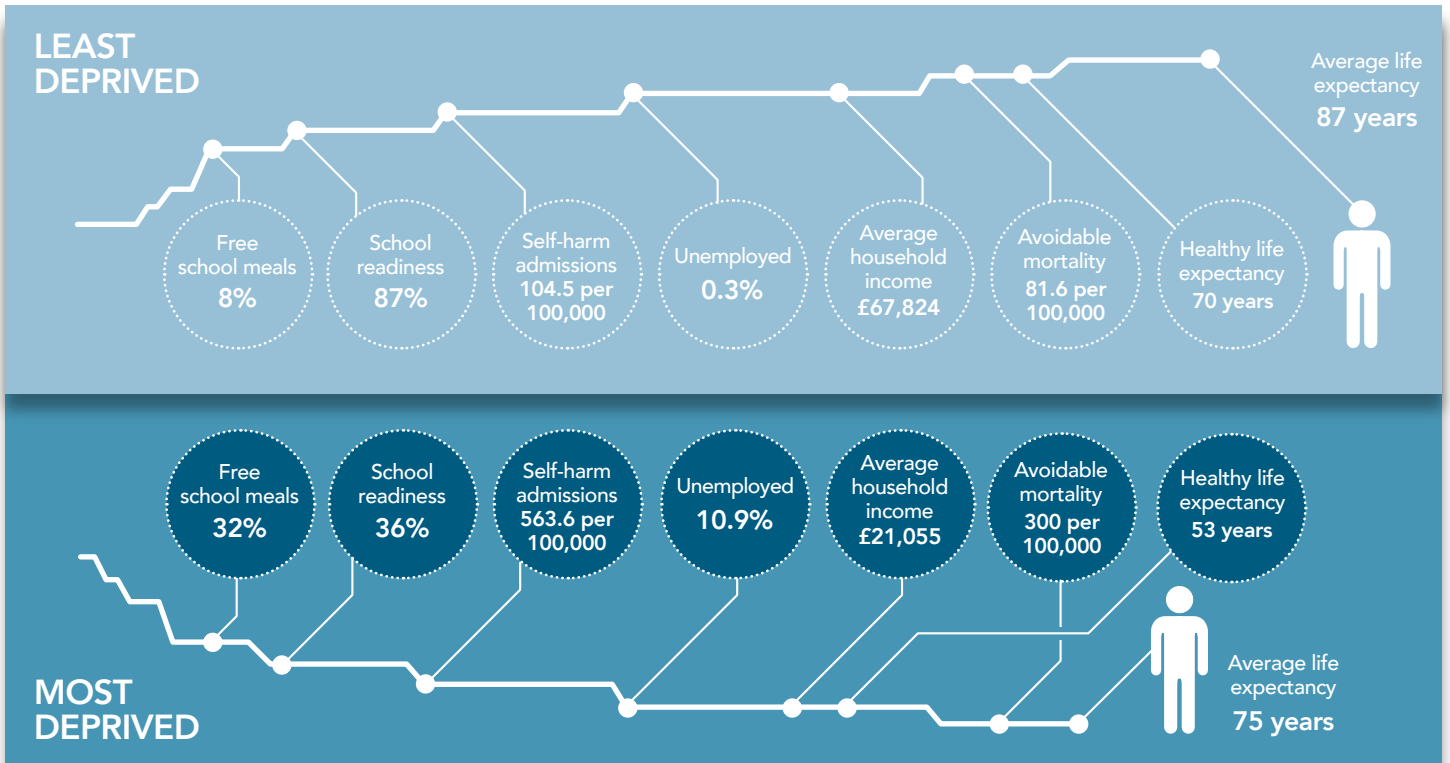 LEAST
DEPRIVED
Average life
expectancy
87 years
Free
school meals
8%
School
readiness
87%
Self-harm
admissions
104.5 per
100,000
Unemployed
0.3%
Average
household
income
£67,824
Avoidable
mortality
81.6 per
100,000
Healthy life
expectancy
70 years
Free
school meals
32%
School
readiness
36%
Self-harm
admissions
563.6 per
100,000
Unemployed
10.9%
Average
household
income
£21,055
Avoidable
mortality
300 per
100,000
Healthy life
expectancy
53 years
MOST
DEPRIVED
Average life
expectancy
75 years